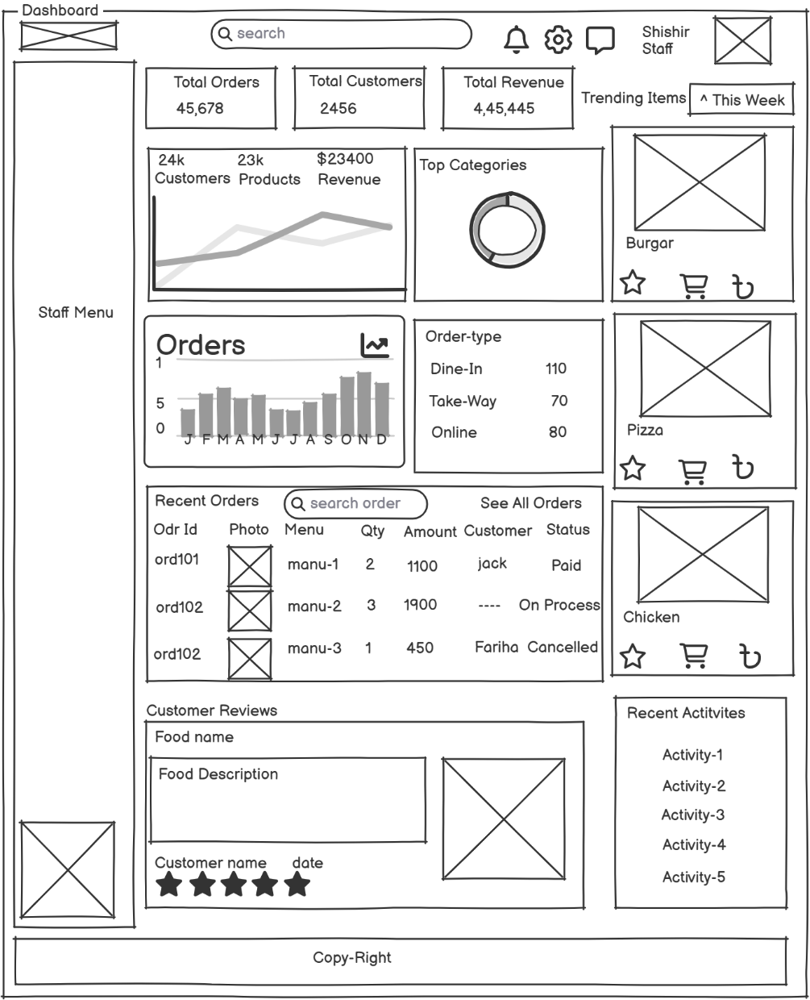 Dashboard
search
Shishir
Staff
Total Orders
45,678
Total Customers
2456
Total Revenue
4,45,445
Trending Items
^ This Week
Staff Menu
24k
Customers
23k
Products
$23400
Revenue
Top Categories
Burgar
৳
Orders
1
5
0
J F M A M J J A S O N D
Order-type
Dine-In 110
Take-Way 70
Online 80
Pizza
৳
Recent Orders
search order
See All Orders
Odr Id Photo Menu Qty Amount Customer Status
ord101 manu-1 2 1100 jack Paid
ord102 manu-2 3 1900 ---- On Process
ord102 manu-3 1 450 Fariha Cancelled
Chicken
৳
Customer Reviews
Food name
Food Description
Customer name date
Recent Actitvites
Activity-1
Activity-2
Activity-3
Activity-4
Activity-5
Copy-Right